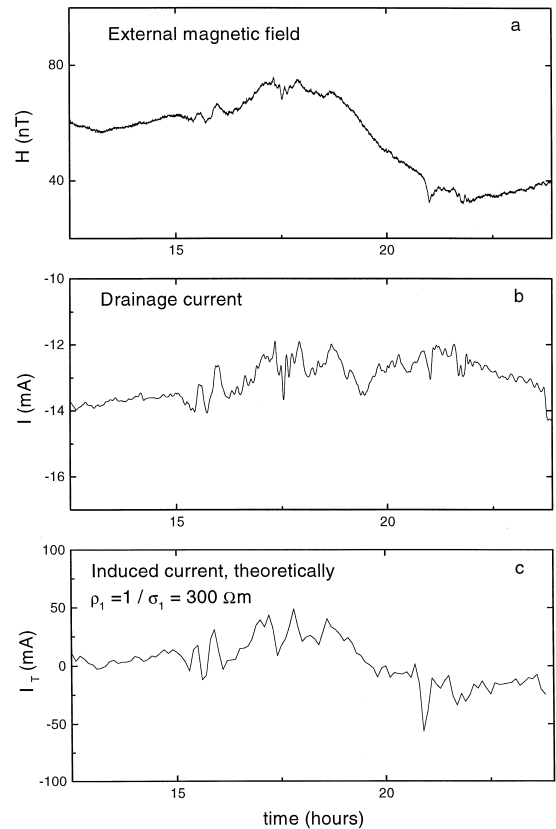 External magnetic field
a
80
40
H (nT)
15
20
-10
Drainage current
b
-12
-14
-16
I (mA)
15
20
100
Induced current, theoretically
c
ρ₁ =1 / σ₁ = 300 Ωm
50
0
-50
-100
I_T (mA)
15
20
time (hours)